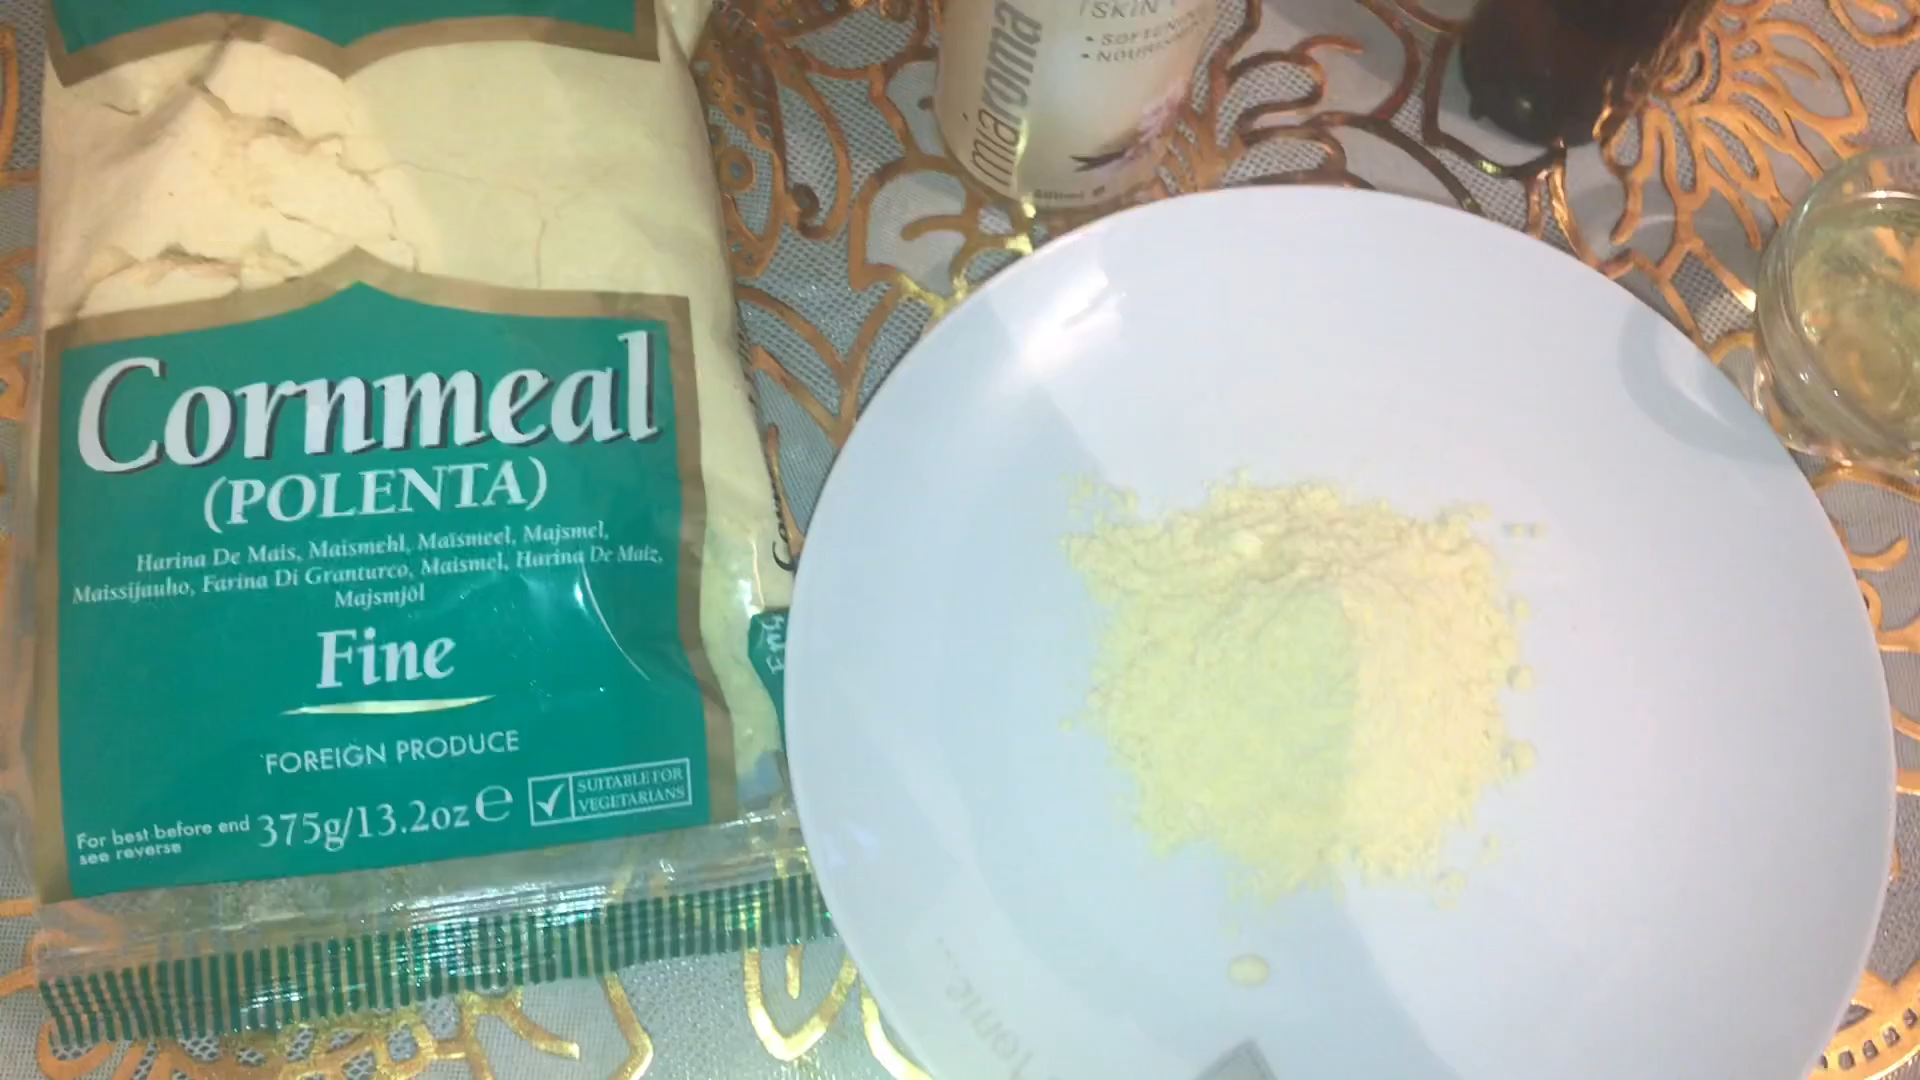 Cornmeal
(POLENTA)
Harina De Mais, Maismehl, Maïsmeel, Majsmel,
Maissijauho, Farina Di Granturco, Maismel, Harina De Maiz,
Majsmjöl
Fine
FOREIGN PRODUCE
For best before end
see reverse
375g/13.2oz e
SUITABLE FOR
VEGETARIANS
miaroma
SKIN
• SOFTENING